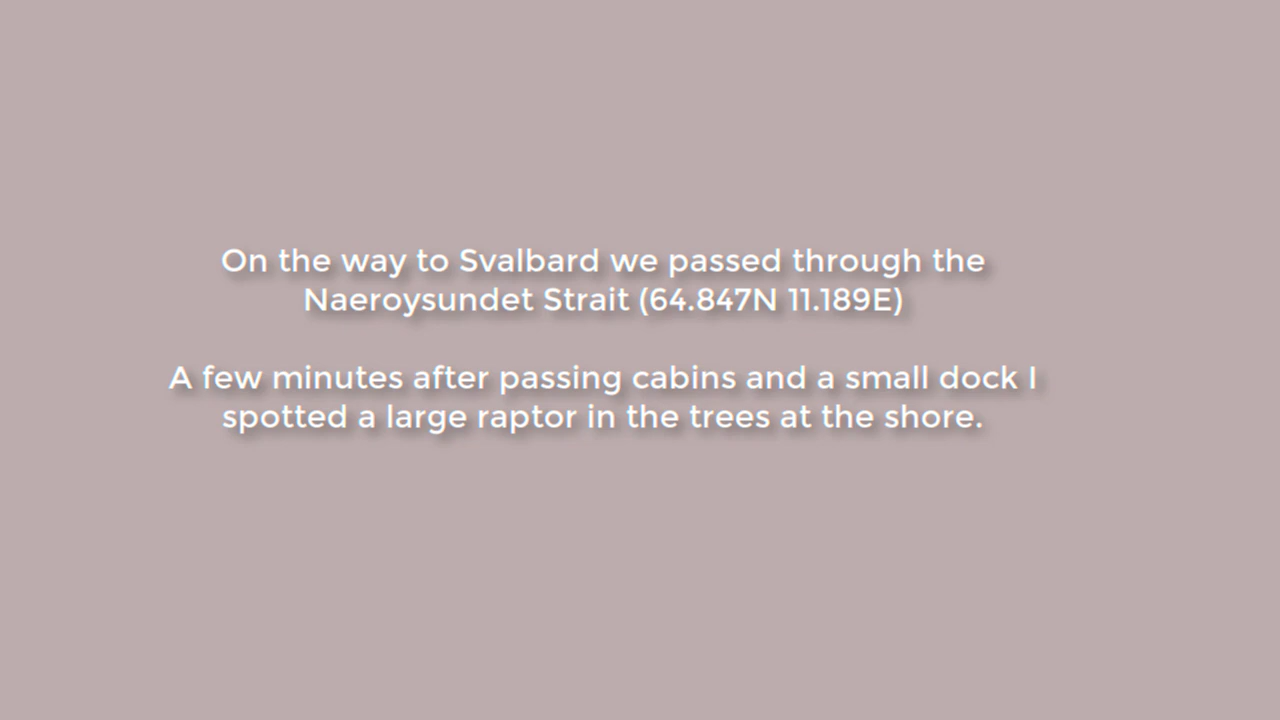 On the way to Svalbard we passed through the
Naeroysundet Strait (64.847N 11.189E)
A few minutes after passing cabins and a small dock I
spotted a large raptor in the trees at the shore.